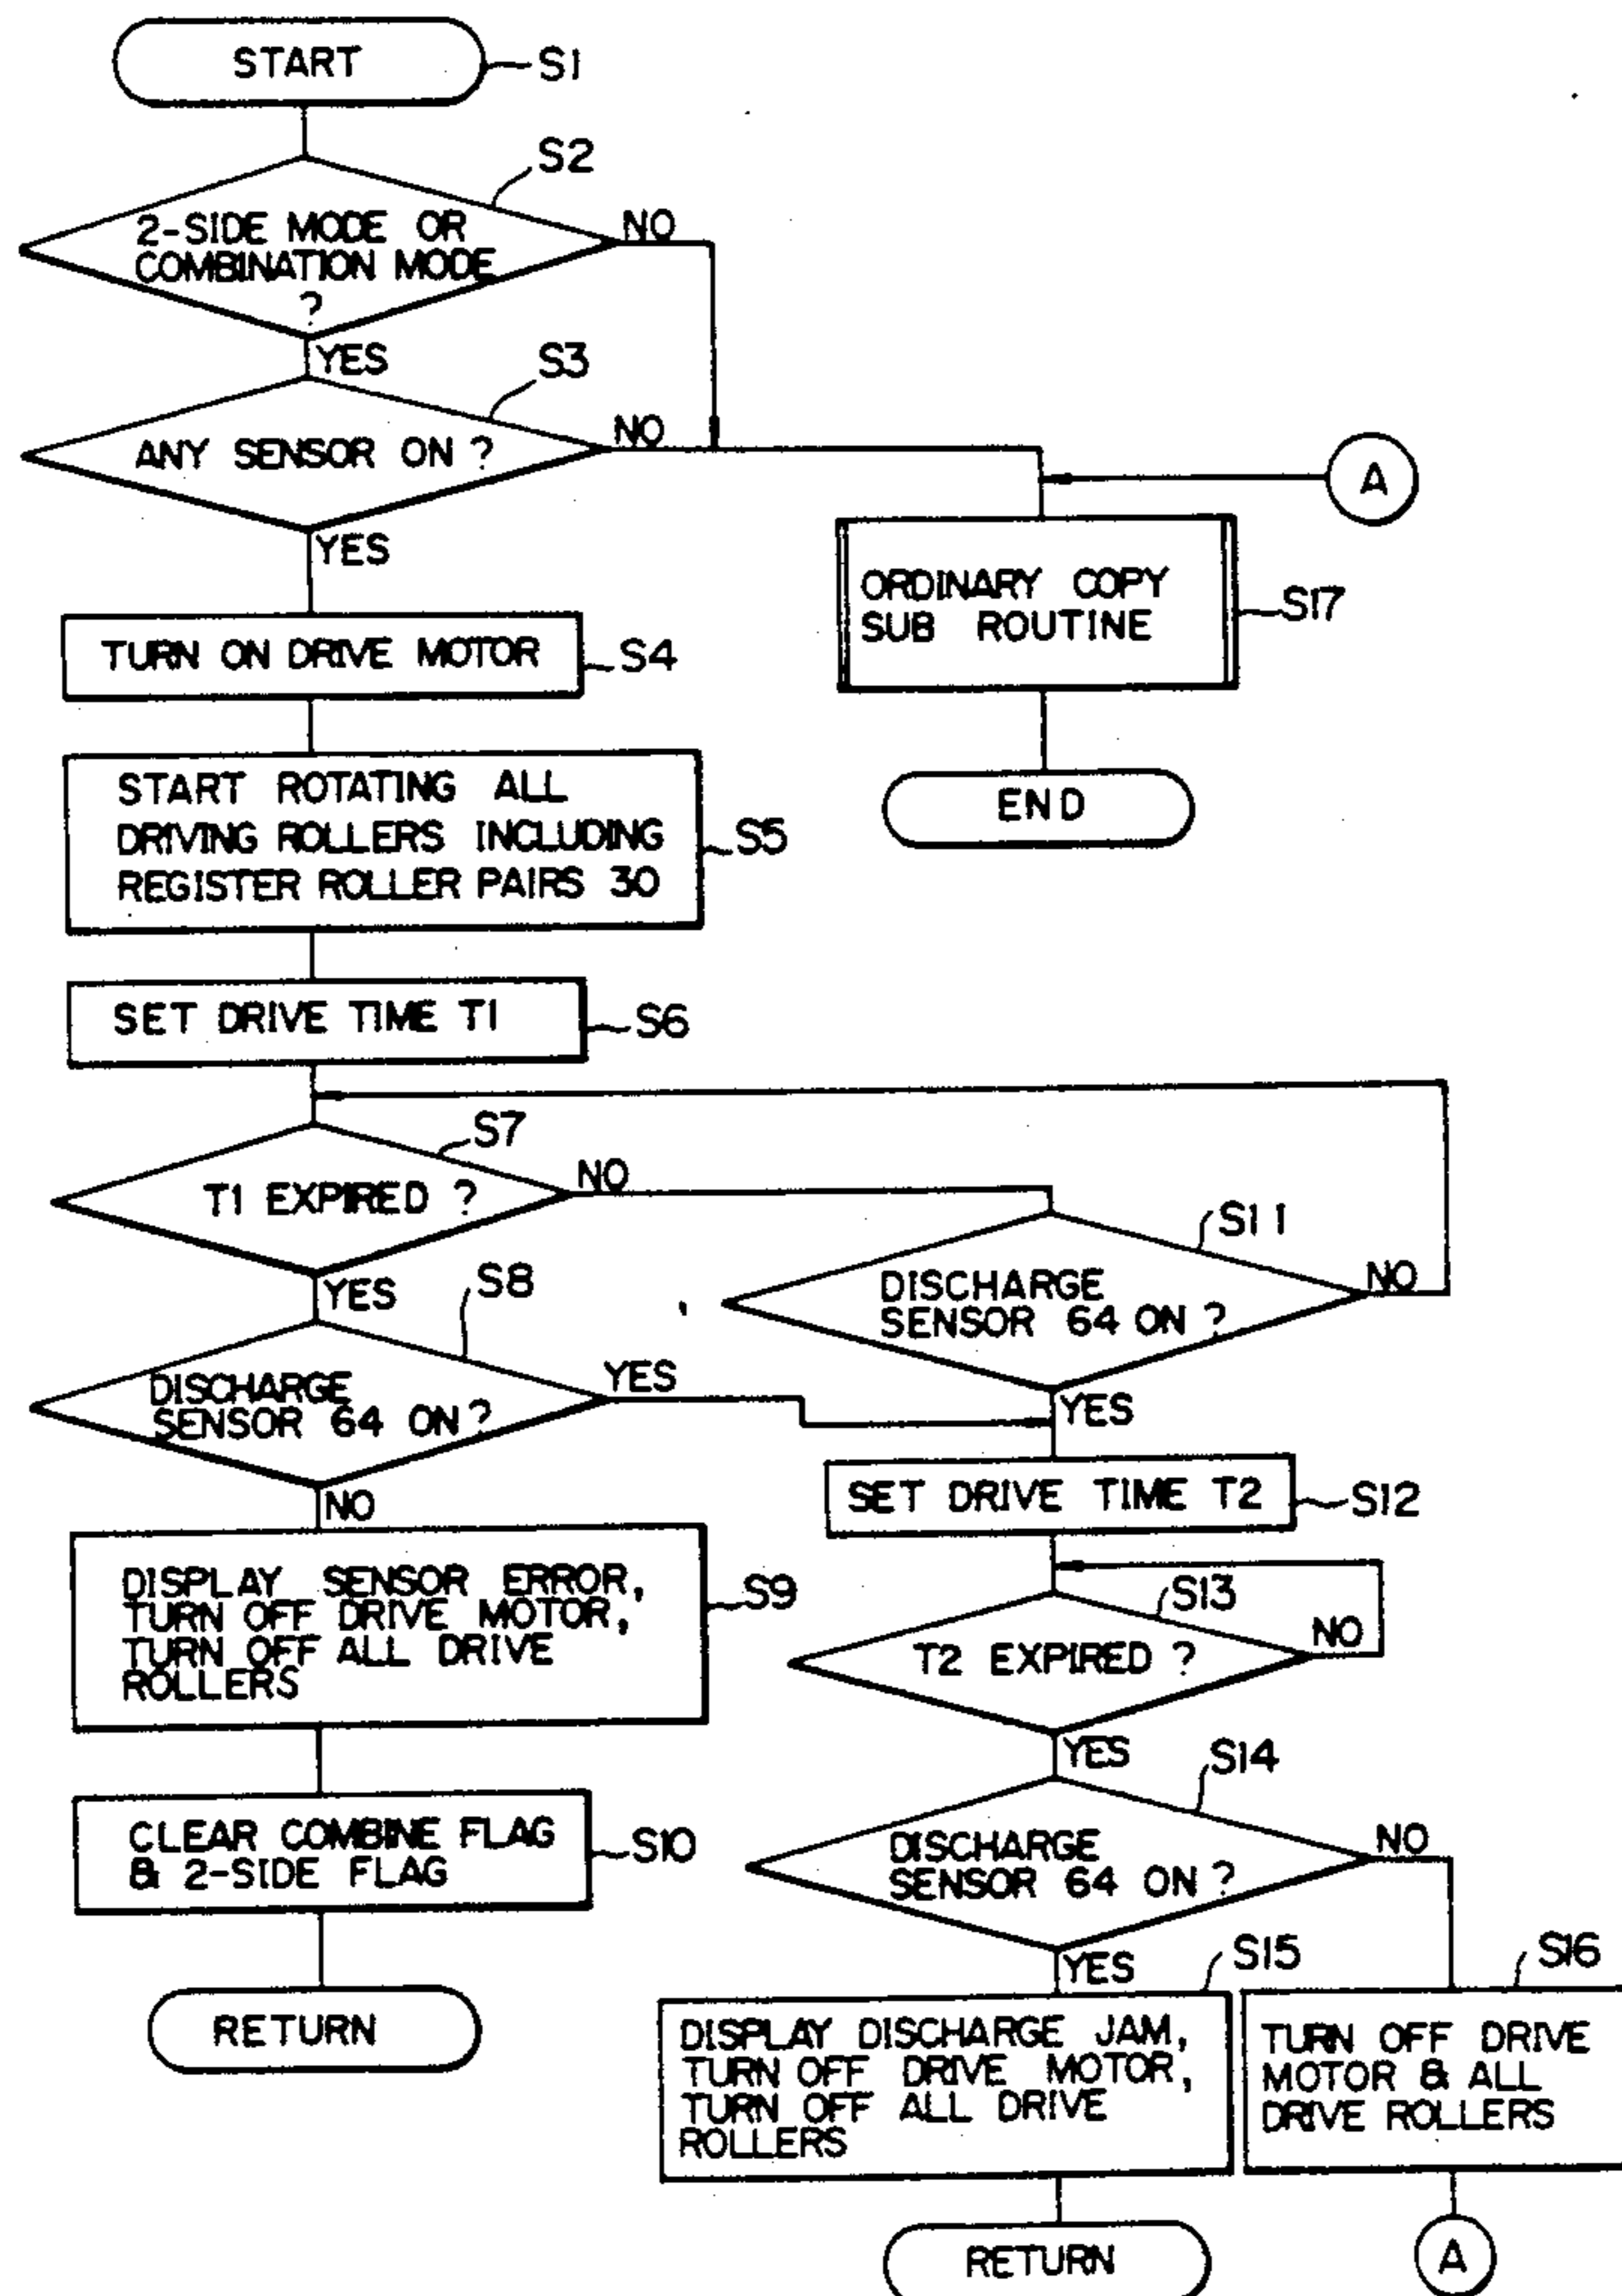 START
S1
S2
2-SIDE MODE OR
COMBINATION MODE
?
NO
YES
S3
ANY SENSOR ON ?
NO
YES
A
ORDINARY COPY
SUB ROUTINE
S17
END
TURN ON DRIVE MOTOR
S4
START ROTATING ALL
DRIVING ROLLERS INCLUDING
REGISTER ROLLER PAIRS 30
S5
SET DRIVE TIME T1
S6
S7
T1 EXPIRED ?
NO
YES
S11
DISCHARGE
SENSOR 64 ON ?
NO
YES
S8
DISCHARGE
SENSOR 64 ON ?
YES
NO
SET DRIVE TIME T2
S12
DISPLAY SENSOR ERROR,
TURN OFF DRIVE MOTOR,
TURN OFF ALL DRIVE
ROLLERS
S9
S13
T2 EXPIRED ?
NO
YES
CLEAR COMBINE FLAG
& 2-SIDE FLAG
S10
RETURN
S14
DISCHARGE
SENSOR 64 ON ?
NO
YES
S15
DISPLAY DISCHARGE JAM,
TURN OFF DRIVE MOTOR,
TURN OFF ALL DRIVE
ROLLERS
RETURN
S16
TURN OFF DRIVE
MOTOR & ALL
DRIVE ROLLERS
A